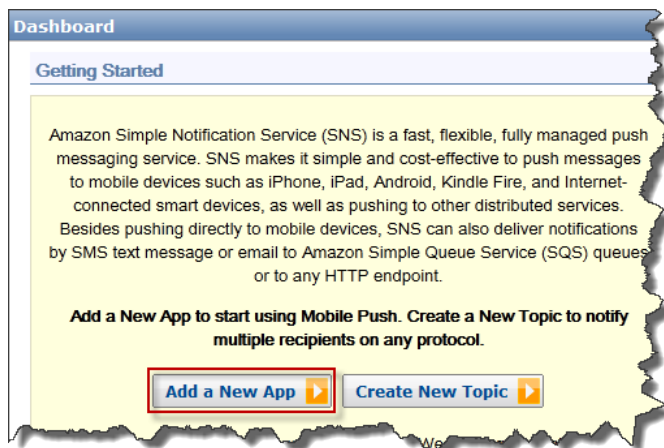 Dashboard
Getting Started
Amazon Simple Notification Service (SNS) is a fast, flexible, fully managed push
messaging service. SNS makes it simple and cost-effective to push messages
to mobile devices such as iPhone, iPad, Android, Kindle Fire, and Internet-
connected smart devices, as well as pushing to other distributed services.
Besides pushing directly to mobile devices, SNS can also deliver notifications
by SMS text message or email to Amazon Simple Queue Service (SQS) queues
or to any HTTP endpoint.
Add a New App to start using Mobile Push. Create a New Topic to notify
multiple recipients on any protocol.
Add a New App Create New Topic